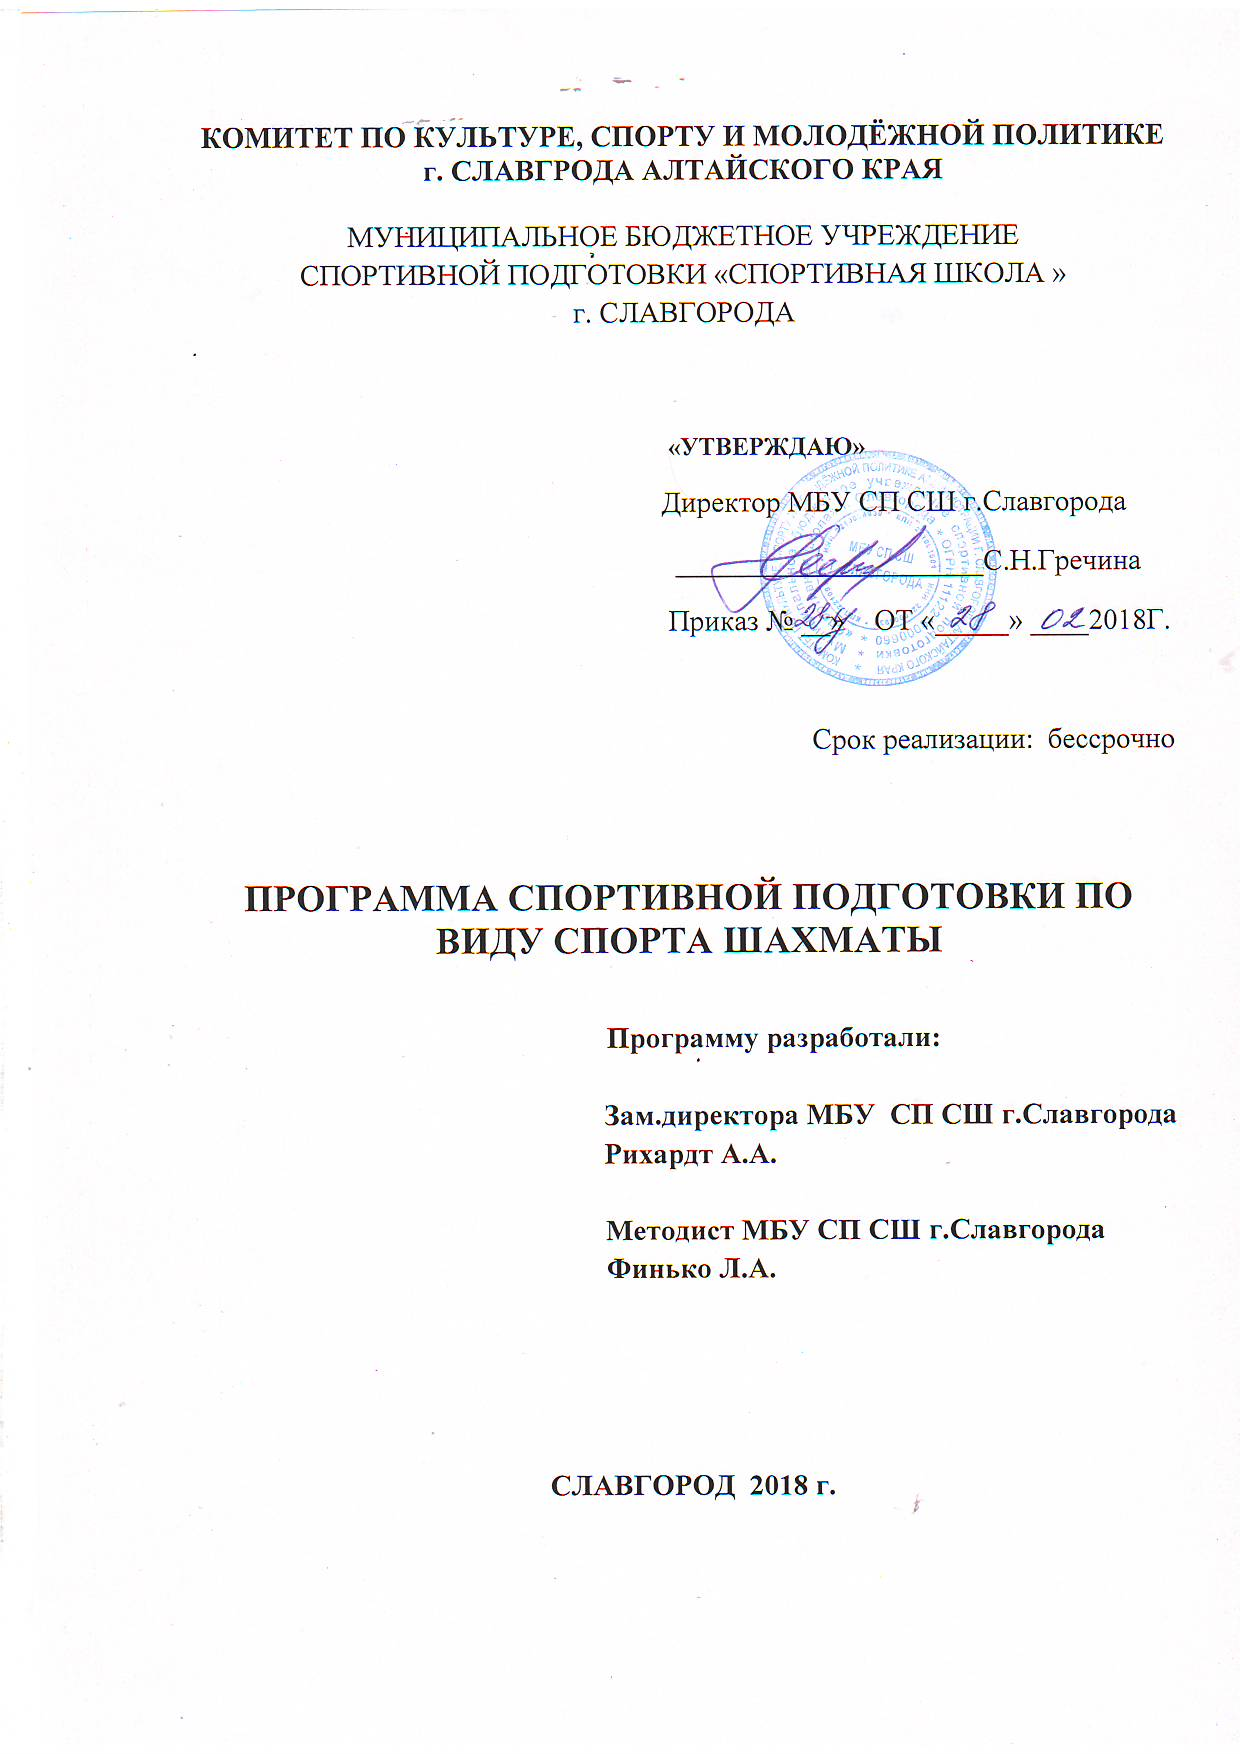 КОМИТЕТ ПО КУЛЬТУРЕ, СПОРТУ И МОЛОДЁЖНОЙ ПОЛИТИКЕ
г. СЛАВГРОДА АЛТАЙСКОГО КРАЯ
МУНИЦИПАЛЬНОЕ БЮДЖЕТНОЕ УЧРЕЖДЕНИЕ
СПОРТИВНОЙ ПОДГОТОВКИ «СПОРТИВНАЯ ШКОЛА »
г. СЛАВГОРОДА
«УТВЕРЖДАЮ»
Директор МБУ СП СШ г.Славгорода
С.Н.Гречина
Приказ № ОТ «28» 02 2018Г.
МБУ СП СШ
Срок реализации: бессрочно
ПРОГРАММА СПОРТИВНОЙ ПОДГОТОВКИ ПО
ВИДУ СПОРТА ШАХМАТЫ
Программу разработали:
Зам.директора МБУ СП СШ г.Славгорода
Рихардт А.А.
Методист МБУ СП СШ г.Славгорода
Финько Л.А.
СЛАВГОРОД 2018 г.